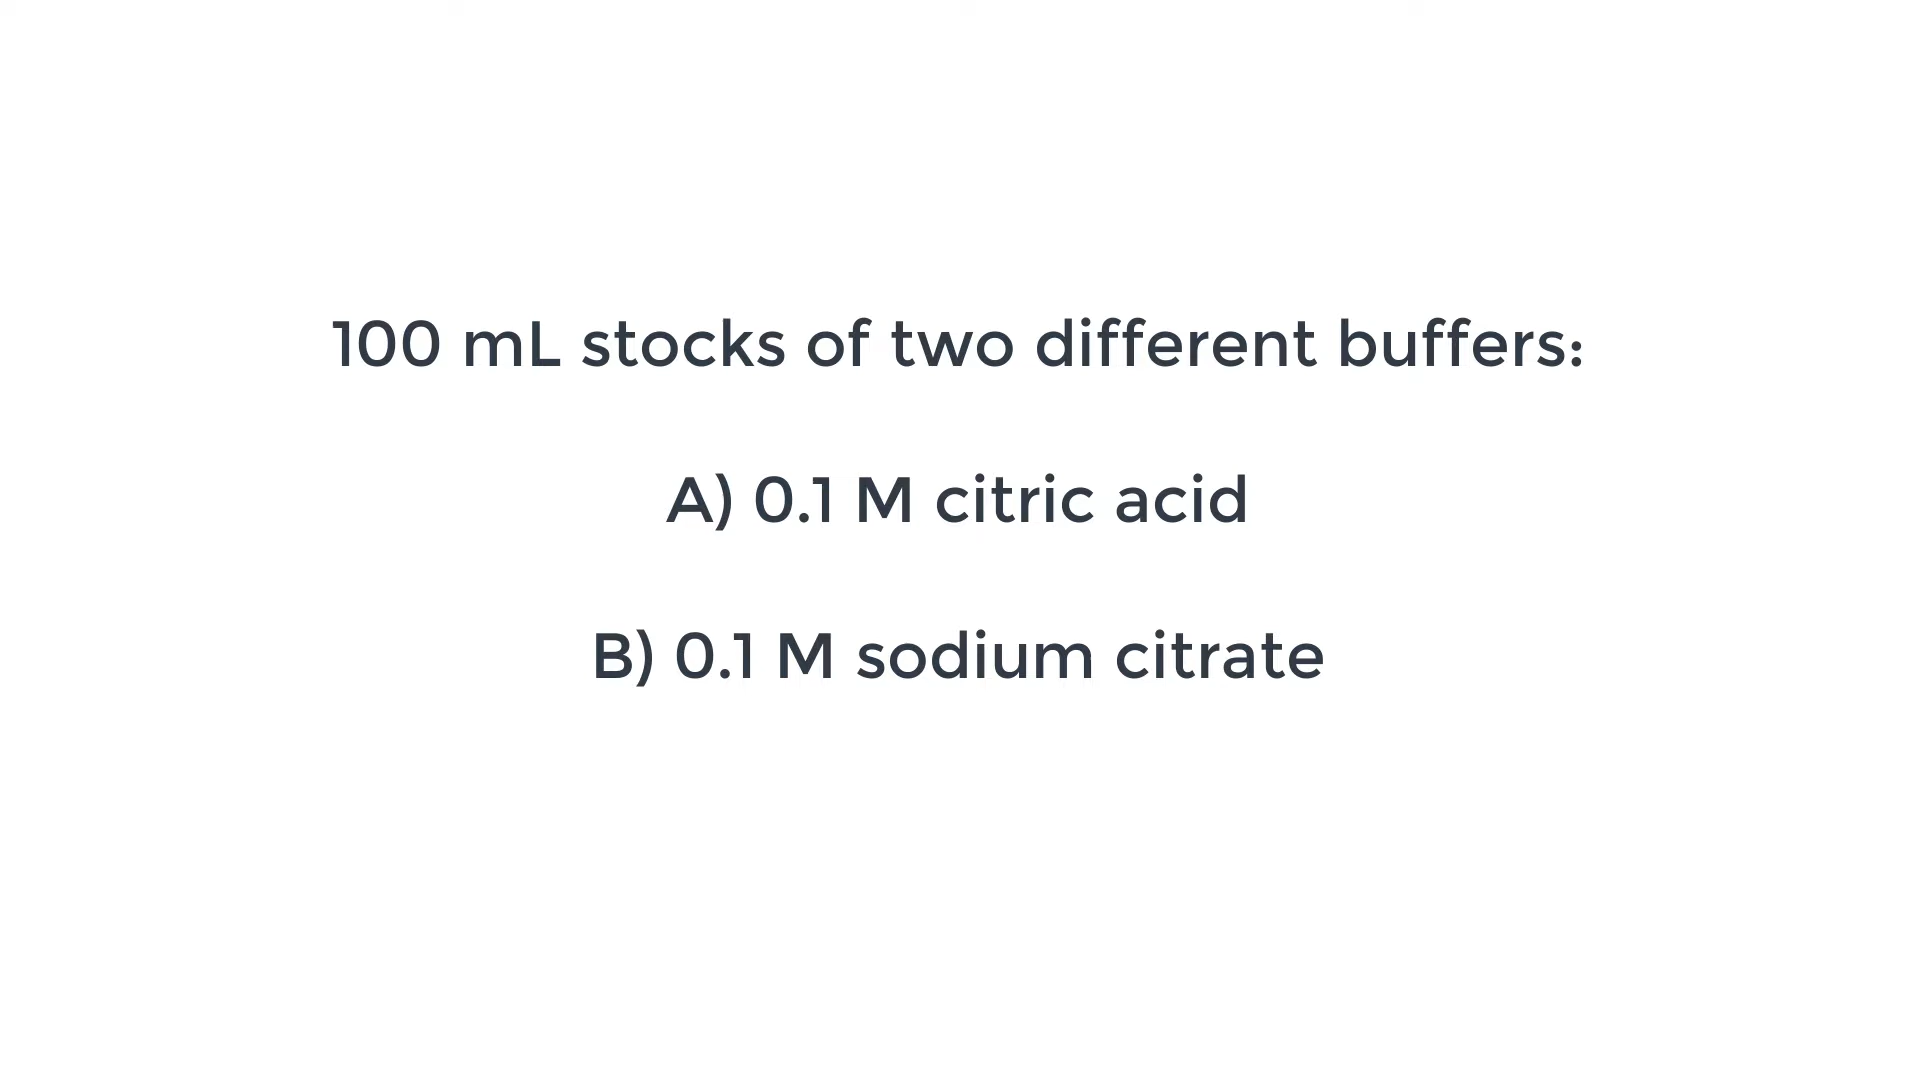 100 mL stocks of two different buffers:
A) 0.1 M citric acid
B) 0.1 M sodium citrate